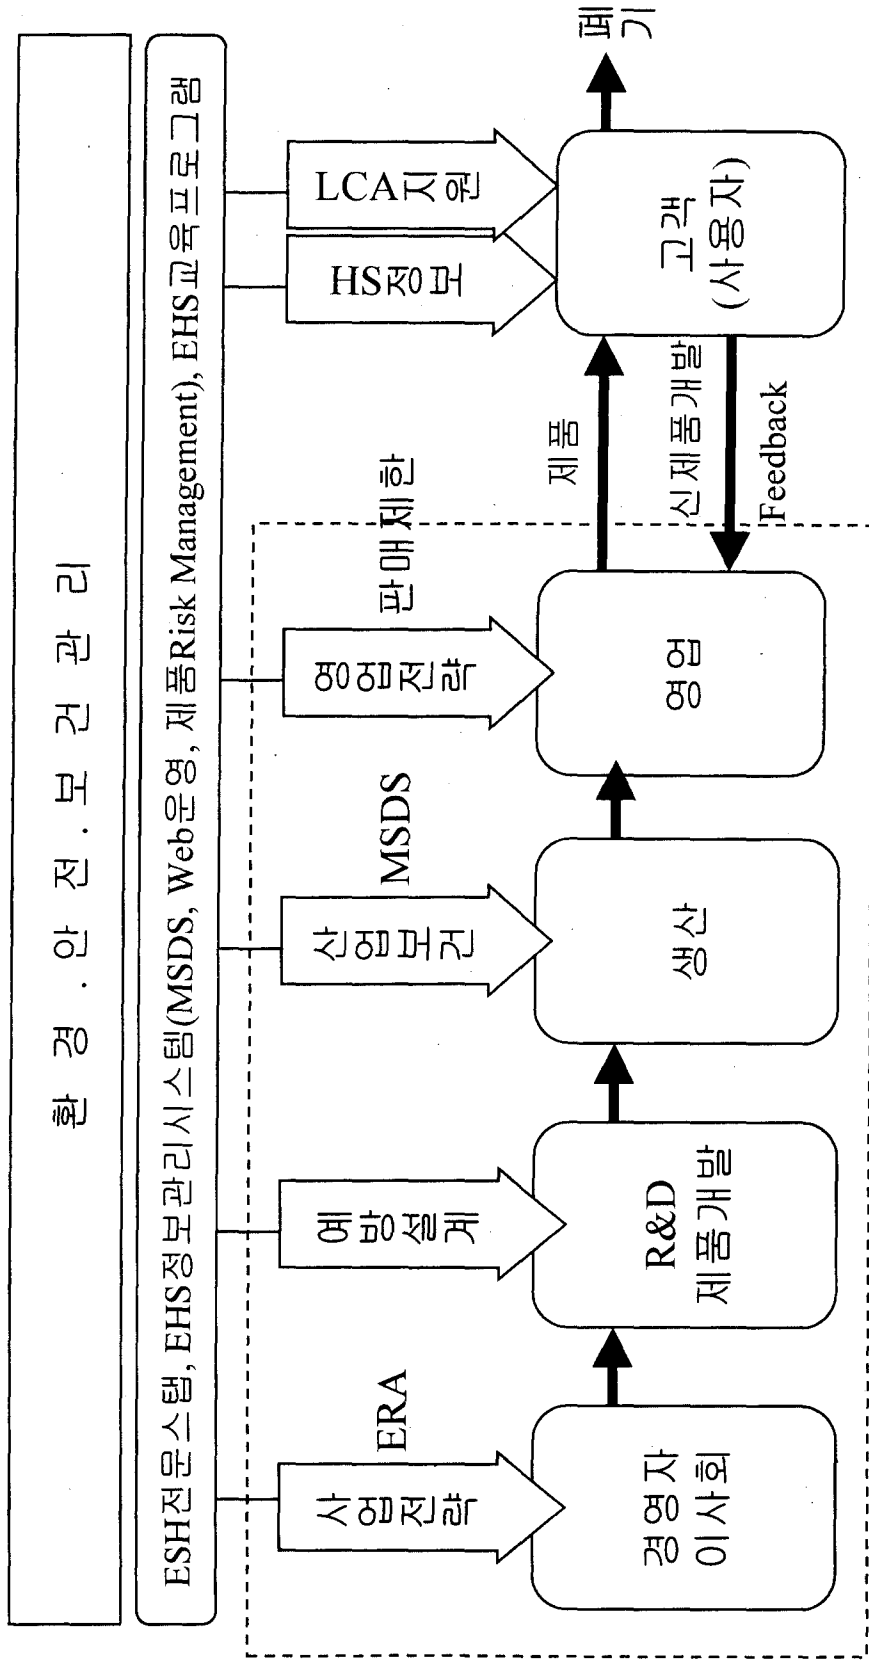 환 경 . 안 전 . 보 건 관 리
ESH전문스탭, EHS정보관리시스템(MSDS, Web운영, 제품Risk Management), EHS교육프로그램
사업전략
ERA
예방설계
산업보건
MSDS
영업전략
판매제한
HS정보
LCA지원
경영자
이사회
R&D
제품개발
생산
영업
제품
신제품개발
Feedback
고객
(사용자)
폐
기